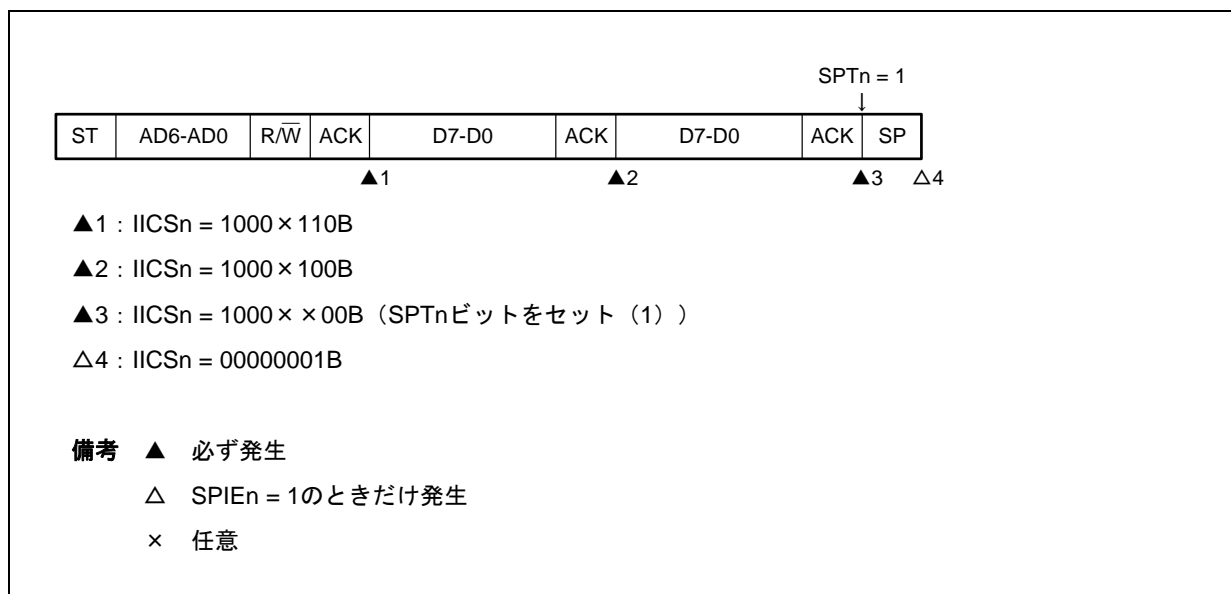 SPTn = 1
↓
ST AD6-AD0 R/W̅ ACK D7-D0 ACK D7-D0 ACK SP
▲1 ▲2 ▲3 △4
▲1：IICSn = 1000×110B
▲2：IICSn = 1000×100B
▲3：IICSn = 1000××00B（SPTnビットをセット（1））
△4：IICSn = 00000001B
備考 ▲ 必ず発生
△ SPIEn = 1のときだけ発生
× 任意